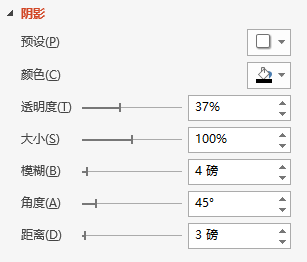 阴影
预设(P)
颜色(C)
透明度(T) 37%
大小(S) 100%
模糊(B) 4 磅
角度(A) 45°
距离(D) 3 磅